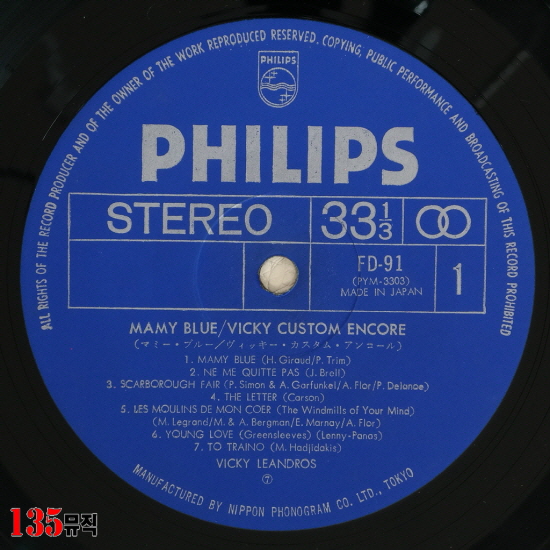 ALL RIGHTS OF THE RECORD PRODUCER AND OF THE OWNER OF THE WORK REPRODUCED RESERVED. COPYING, PUBLIC PERFORMANCE AND BROADCASTING OF THIS RECORD PROHIBITED
PHILIPS
PHILIPS
STEREO 33⅓
FD-91
(PYM-3303)
MADE IN JAPAN
1
MAMY BLUE/VICKY CUSTOM ENCORE
(マミー・ブルー/ヴィッキー・カスタム・アンコール)
1. MAMY BLUE (H. Giraud/P. Trim)
2. NE ME QUITTE PAS (J. Brell)
3. SCARBOROUGH FAIR (P. Simon & A. Garfunkel/A. Flor/P. Delanoe)
4. THE LETTER (Carson)
5. LES MOULINS DE MON COER (The Windmills of Your Mind)
(M. Legrand/M. & A. Bergman/E. Marnay/A. Flor)
6. YOUNG LOVE (Greensleeves) (Lenny-Panas)
7. TO TRAINO (M. Hadjidakis)
VICKY LEANDROS
⑦
MANUFACTURED BY NIPPON PHONOGRAM CO. LTD., TOKYO
135뮤직